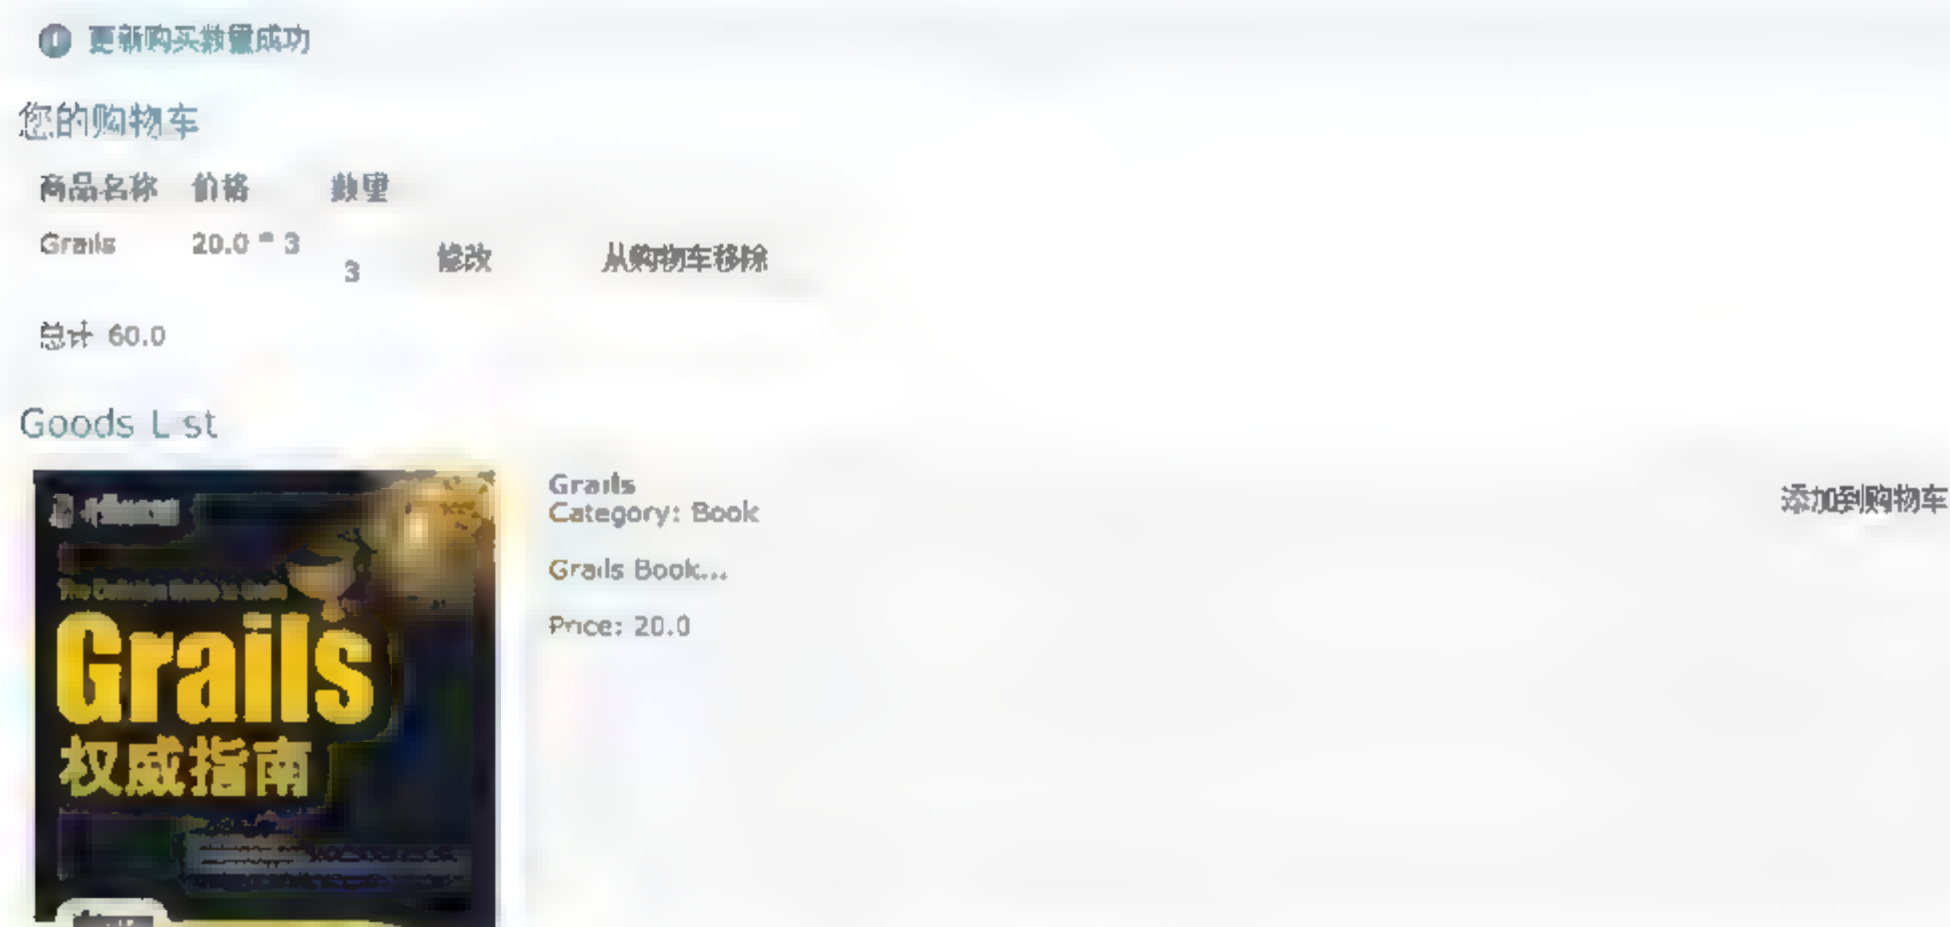 更新购买数量成功
您的购物车
商品名称 价格 数量
Grails 20.0 * 3 3 修改 从购物车移除
总计 60.0
Goods List
Grails
Category: Book
添加到购物车
Grails Book...
Price: 20.0
Grails
权威指南